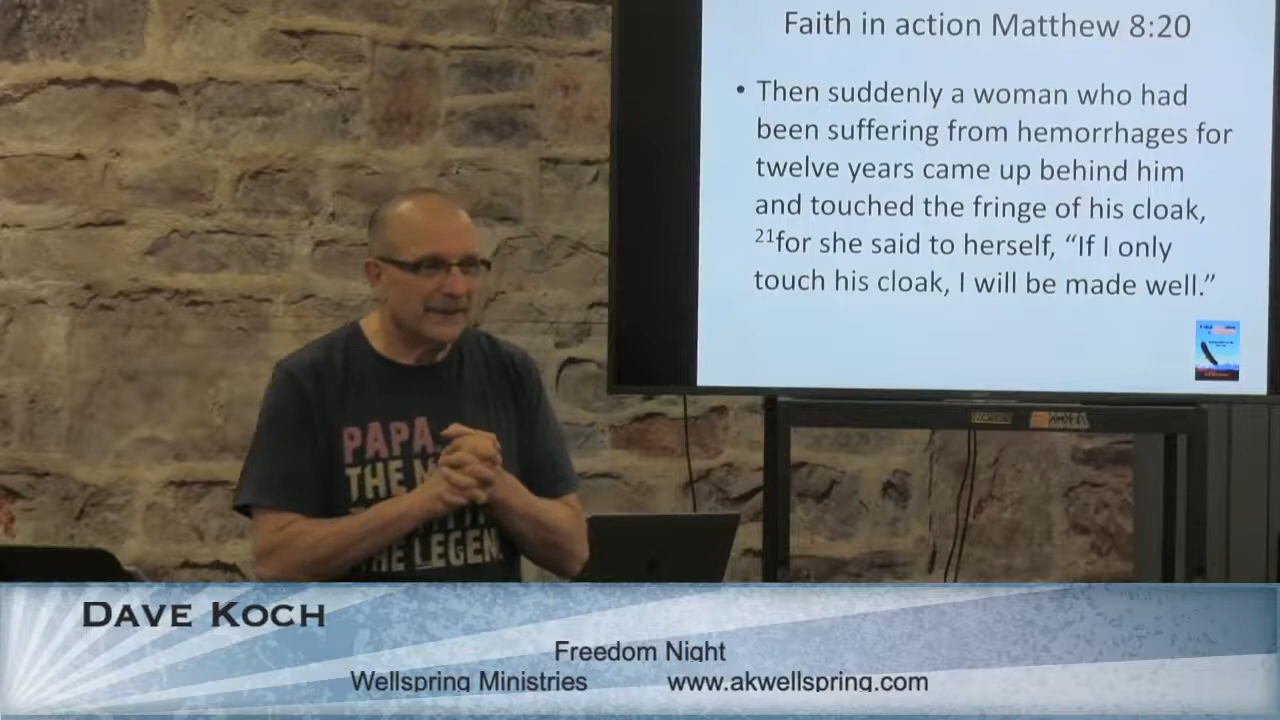 Faith in action Matthew 8:20
• Then suddenly a woman who had
been suffering from hemorrhages for
twelve years came up behind him
and touched the fringe of his cloak,
²¹for she said to herself, “If I only
touch his cloak, I will be made well.”
PAPA
THE
THE LEGEN
DAVE KOCH
Freedom Night
Wellspring Ministries www.akwellspring.com